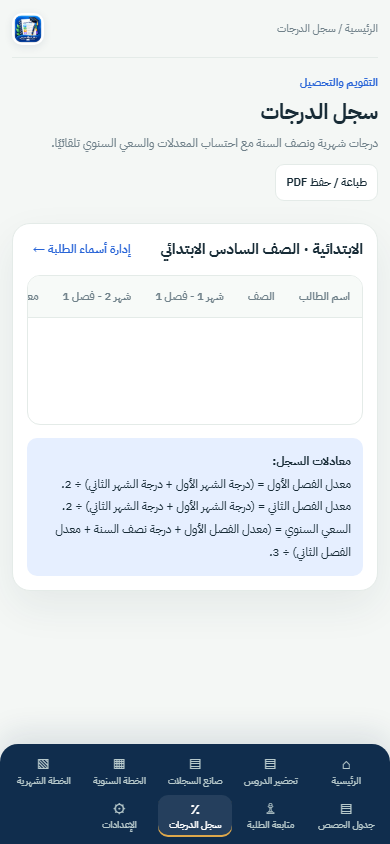 الرئيسية / سجل الدرجات
التقويم والتحصيل
سجل الدرجات
درجات شهرية ونصف السنة مع احتساب المعدلات والسعي السنوي تلقائيًا.
طباعة / حفظ PDF
الابتدائية · الصف السادس الابتدائي
إدارة أسماء الطلبة ←
اسم الطالب الصف شهر 1 - فصل 1 شهر 2 - فصل 1
معادلات السجل:
معدل الفصل الأول = (درجة الشهر الأول + درجة الشهر الثاني) ÷ 2.
معدل الفصل الثاني = (درجة الشهر الأول + درجة الشهر الثاني) ÷ 2.
السعي السنوي = (معدل الفصل الأول + درجة نصف السنة + معدل
الفصل الثاني) ÷ 3.
الرئيسية تحضير الدروس صانع السجلات الخطة السنوية الخطة الشهرية
جدول الحصص متابعة الطلبة سجل الدرجات الإعدادات